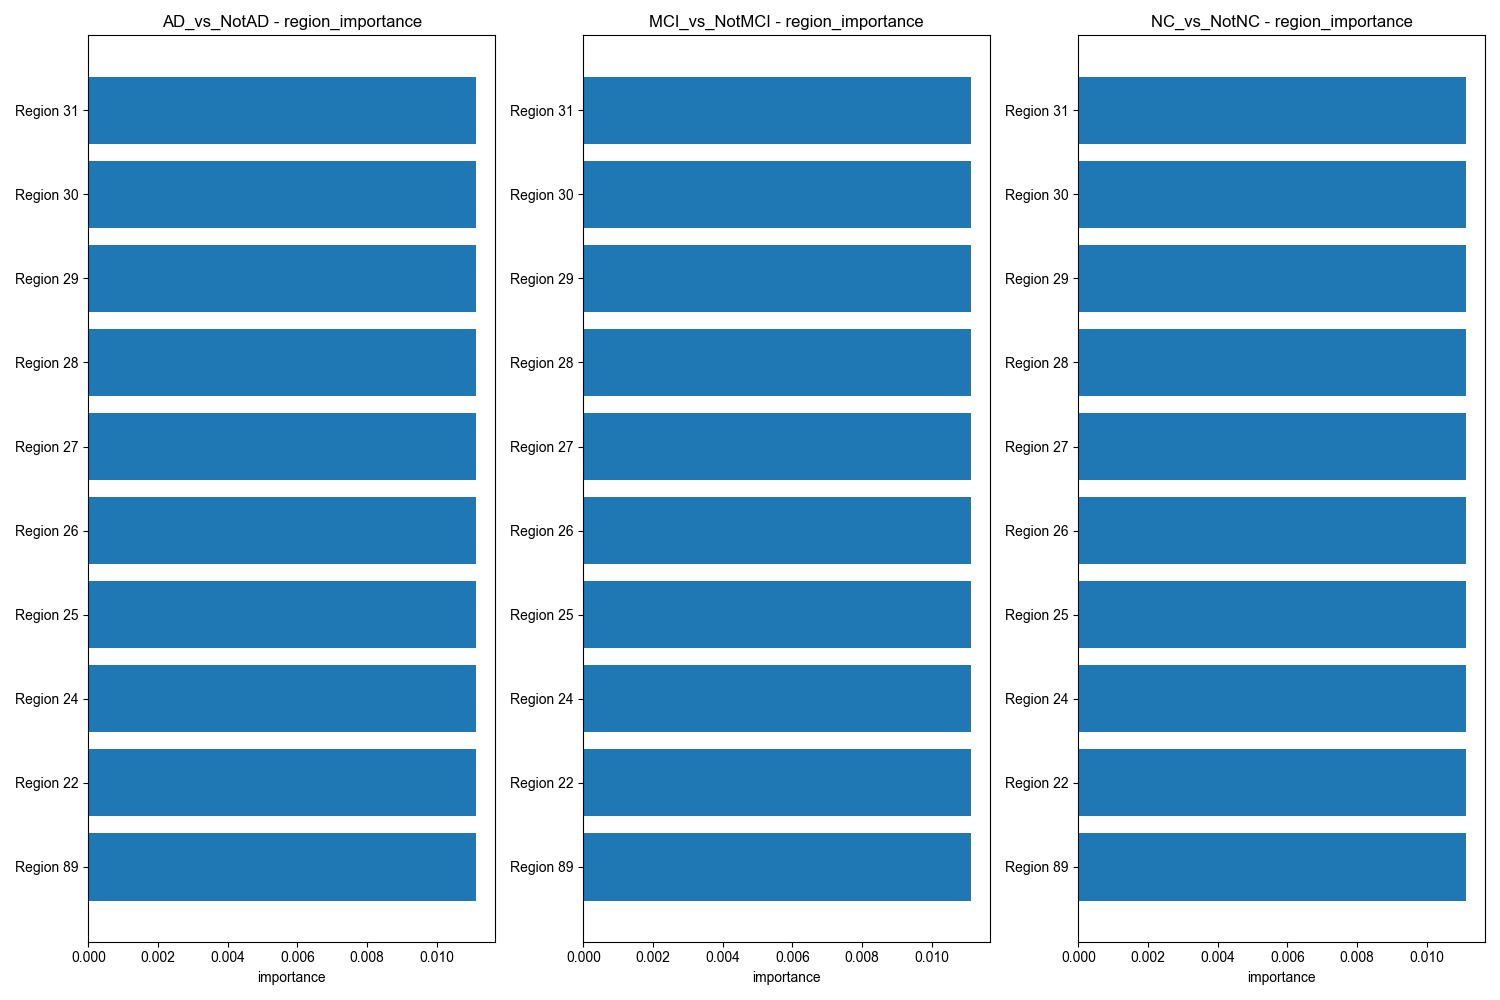 AD_vs_NotAD - region_importance
Region 31
Region 30
Region 29
Region 28
Region 27
Region 26
Region 25
Region 24
Region 22
Region 89
0.000 0.002 0.004 0.006 0.008 0.010
importance
MCI_vs_NotMCI - region_importance
Region 31
Region 30
Region 29
Region 28
Region 27
Region 26
Region 25
Region 24
Region 22
Region 89
0.000 0.002 0.004 0.006 0.008 0.010
importance
NC_vs_NotNC - region_importance
Region 31
Region 30
Region 29
Region 28
Region 27
Region 26
Region 25
Region 24
Region 22
Region 89
0.000 0.002 0.004 0.006 0.008 0.010
importance